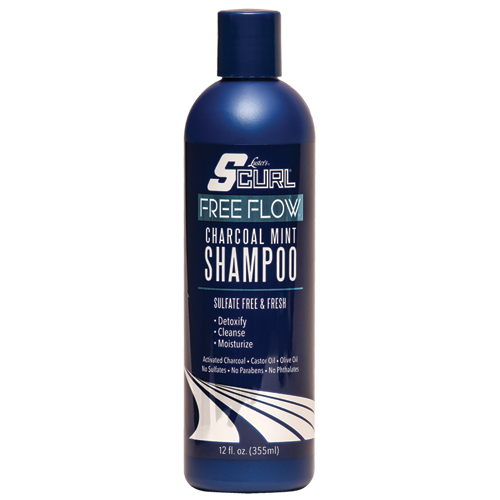 Luster's
SCURL
FREE FLOW
CHARCOAL MINT
SHAMPOO
SULFATE FREE & FRESH
• Detoxify
• Cleanse
• Moisturize
Activated Charcoal • Castor Oil • Olive Oil
No Sulfates • No Parabens • No Phthalates
12 fl. oz. (355ml)